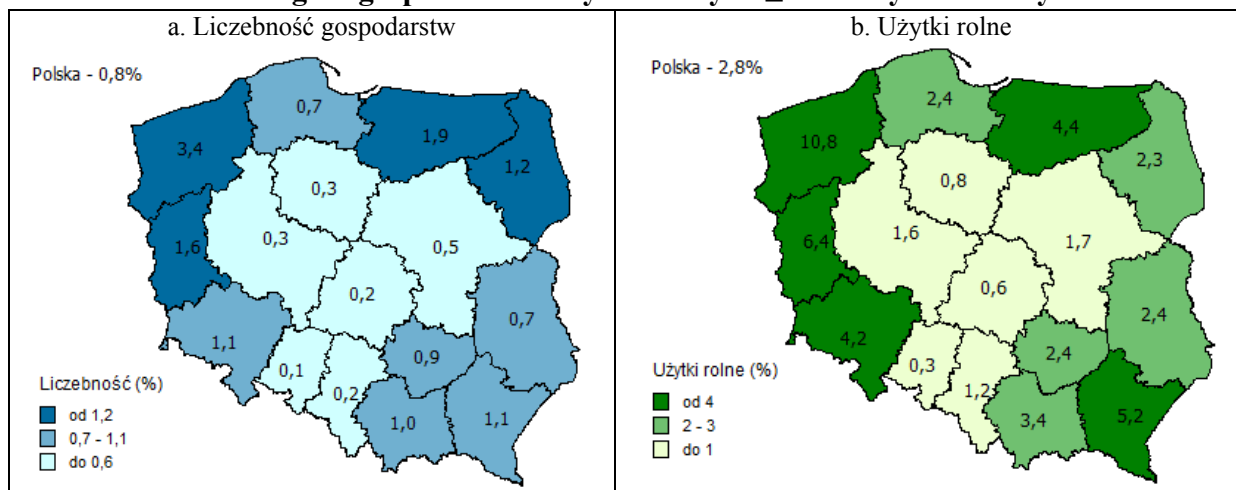 a. Liczebność gospodarstw
Polska - 0,8%
3,4
0,7
1,9
1,2
1,6
0,3
0,3
0,5
0,2
0,7
1,1
0,1
0,2
0,9
1,0
1,1
Liczebność (%)
od 1,2
0,7 - 1,1
do 0,6
b. Użytki rolne
Polska - 2,8%
10,8
2,4
4,4
2,3
6,4
1,6
0,8
1,7
0,6
2,4
4,2
0,3
1,2
2,4
3,4
5,2
Użytki rolne (%)
od 4
2 - 3
do 1